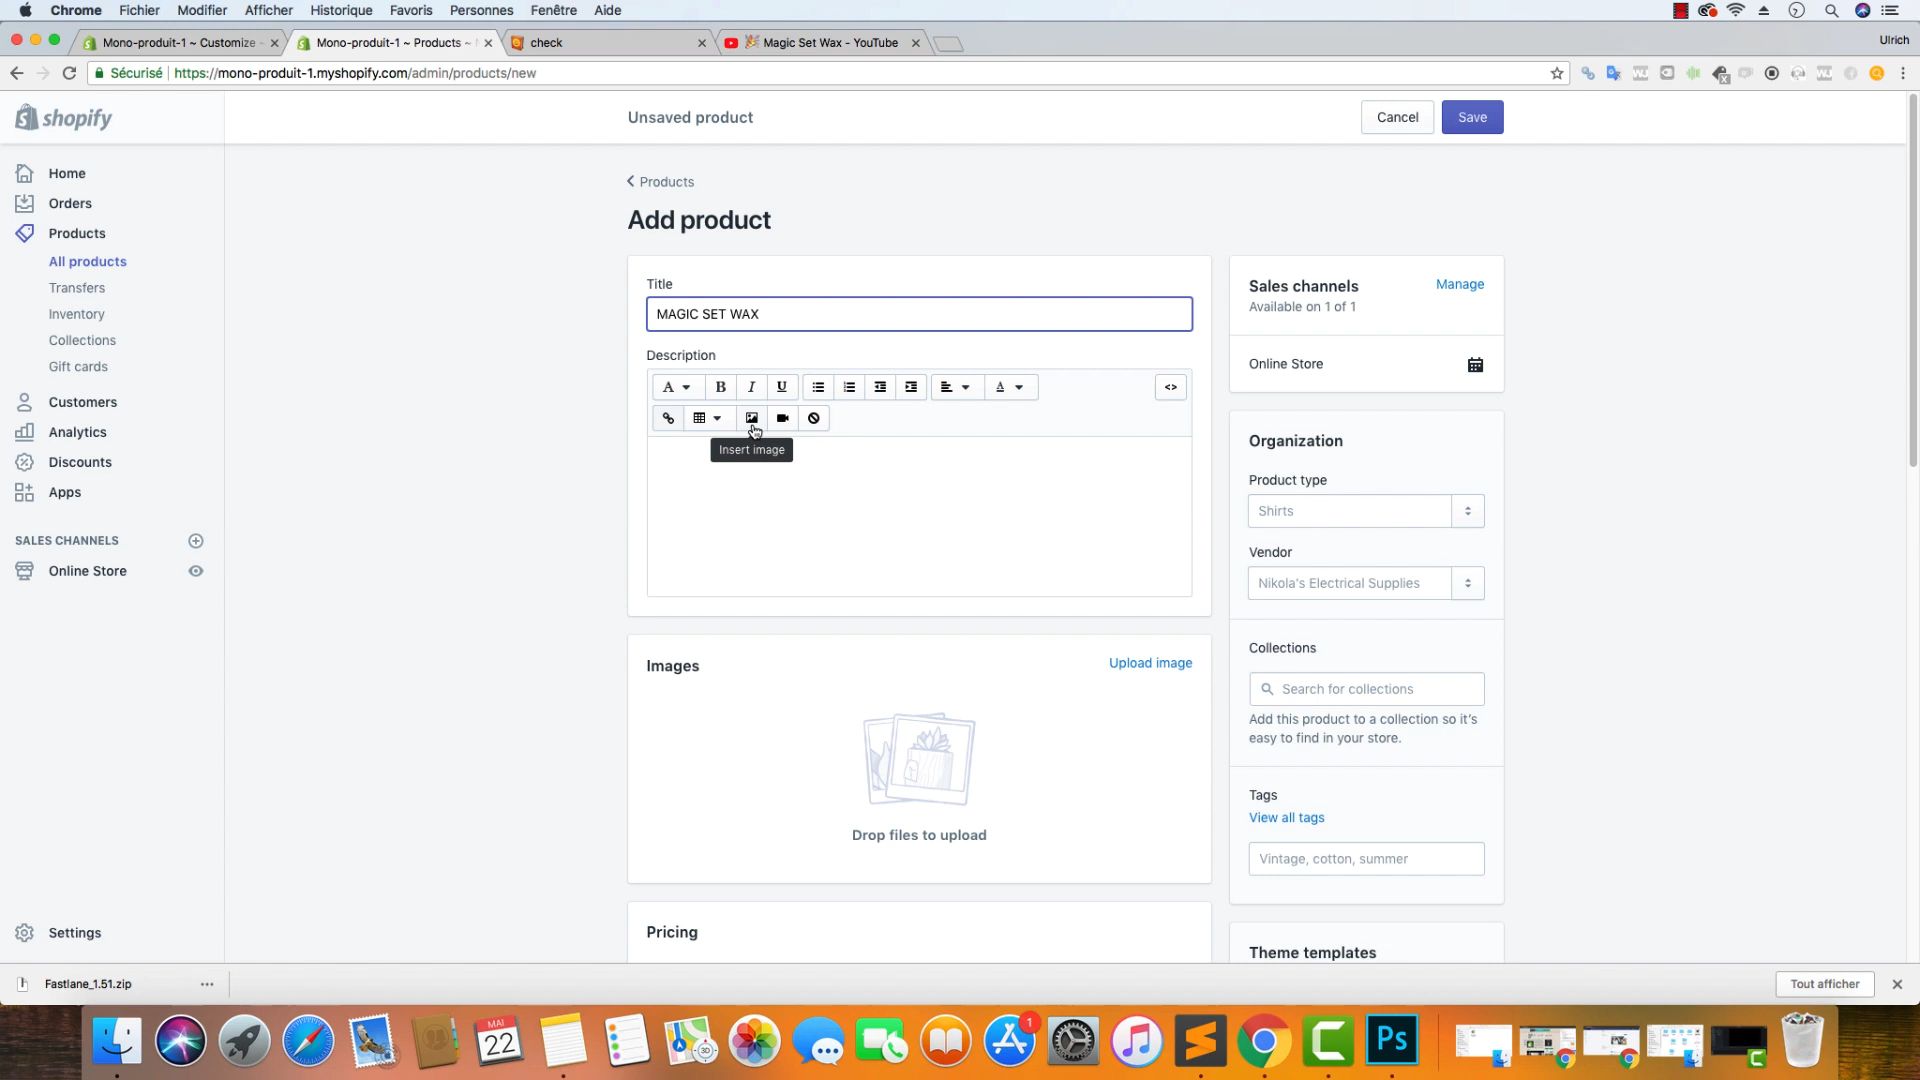 Chrome Fichier Modifier Afficher Historique Favoris Personnes Fenêtre Aide
Mono-produit-1 ~ Customize
Mono-produit-1 ~ Products ~
check
Magic Set Wax - YouTube
Ulrich
Sécurisé https://mono-produit-1.myshopify.com/admin/products/new
shopify
Unsaved product
Cancel
Save
Home
Orders
Products
All products
Transfers
Inventory
Collections
Gift cards
Customers
Analytics
Discounts
Apps
SALES CHANNELS
Online Store
Settings
Products
Add product
Title
MAGIC SET WAX
Description
A
B I U
A
<>
Insert image
Images
Upload image
Drop files to upload
Pricing
Sales channels
Manage
Available on 1 of 1
Online Store
Organization
Product type
Shirts
Vendor
Nikola's Electrical Supplies
Collections
Search for collections
Add this product to a collection so it's
easy to find in your store.
Tags
View all tags
Vintage, cotton, summer
Theme templates
Fastlane_1.51.zip
Tout afficher
MAI
22
3D
1
Ps